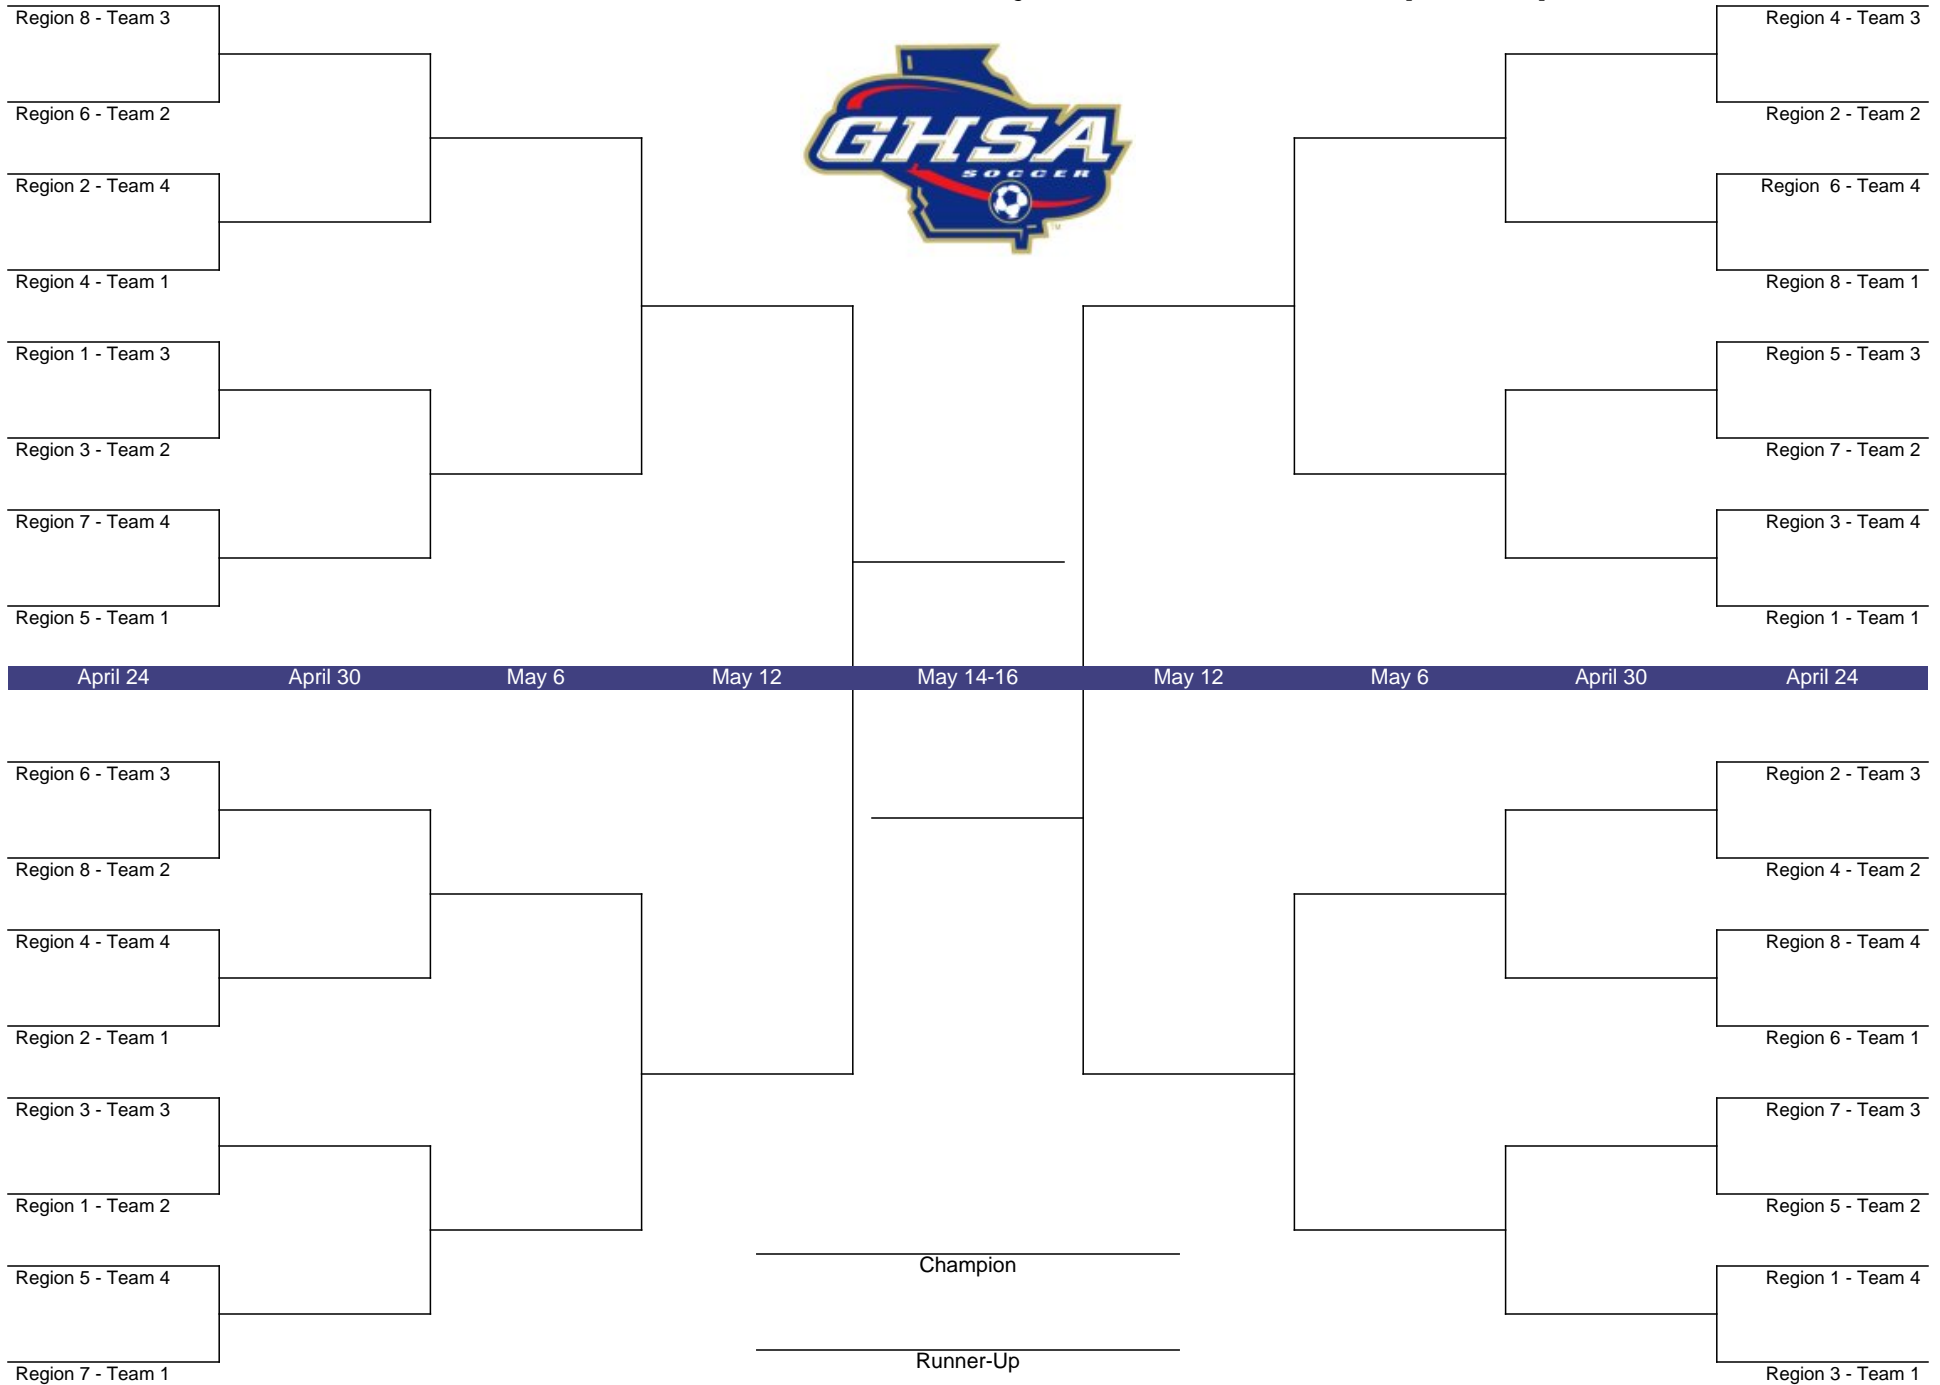 Region 8 - Team 3
Region 6 - Team 2
Region 2 - Team 4
Region 4 - Team 1
Region 1 - Team 3
Region 3 - Team 2
Region 7 - Team 4
Region 5 - Team 1
GHSA
SOCCER
TM
Region 4 - Team 3
Region 2 - Team 2
Region  6 - Team 4
Region 8 - Team 1
Region 5 - Team 3
Region 7 - Team 2
Region 3 - Team 4
Region 1 - Team 1
April 24 April 30 May 6 May 12 May 14-16 May 12 May 6 April 30 April 24
Region 6 - Team 3
Region 8 - Team 2
Region 4 - Team 4
Region 2 - Team 1
Region 3 - Team 3
Region 1 - Team 2
Region 5 - Team 4
Region 7 - Team 1
Champion
Runner-Up
Region 2 - Team 3
Region 4 - Team 2
Region 8 - Team 4
Region 6 - Team 1
Region 7 - Team 3
Region 5 - Team 2
Region 1 - Team 4
Region 3 - Team 1